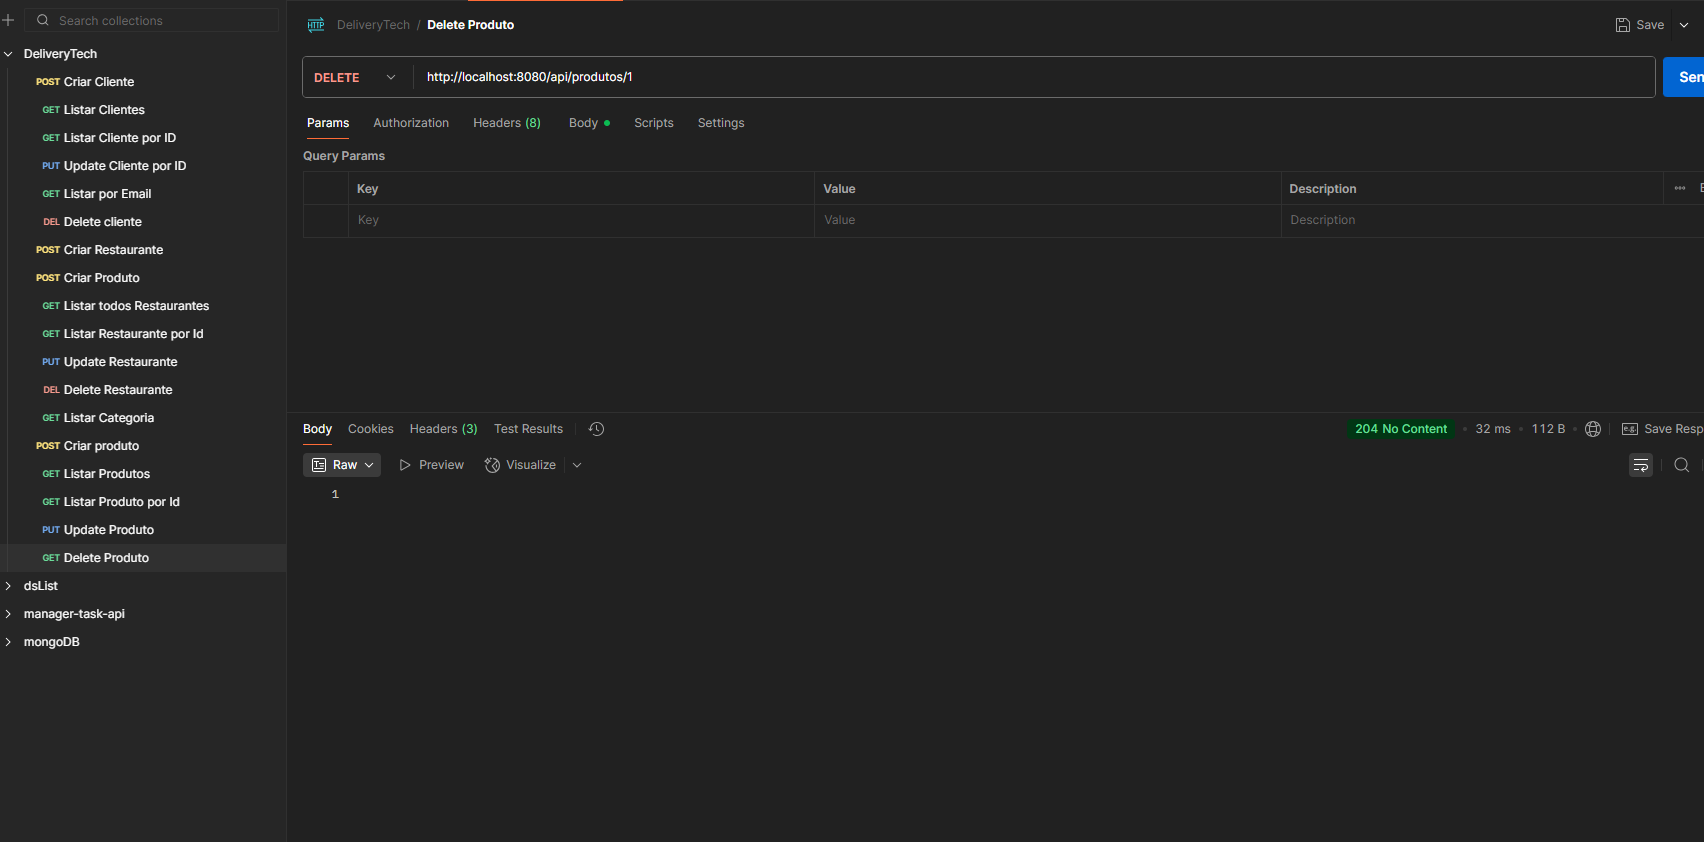 Search collections
DeliveryTech
POST Criar Cliente
GET Listar Clientes
GET Listar Cliente por ID
PUT Update Cliente por ID
GET Listar por Email
DEL Delete cliente
POST Criar Restaurante
POST Criar Produto
GET Listar todos Restaurantes
GET Listar Restaurante por Id
PUT Update Restaurante
DEL Delete Restaurante
GET Listar Categoria
POST Criar produto
GET Listar Produtos
GET Listar Produto por Id
PUT Update Produto
GET Delete Produto
dsList
manager-task-api
mongoDB
HTTP DeliveryTech / Delete Produto Save
DELETE http://localhost:8080/api/produtos/1 Sen
Params Authorization Headers (8) Body Scripts Settings
Query Params
Key Value Description
Key Value Description
Body Cookies Headers (3) Test Results 204 No Content • 32 ms • 112 B e.g. Save Resp
Raw Preview Visualize
1